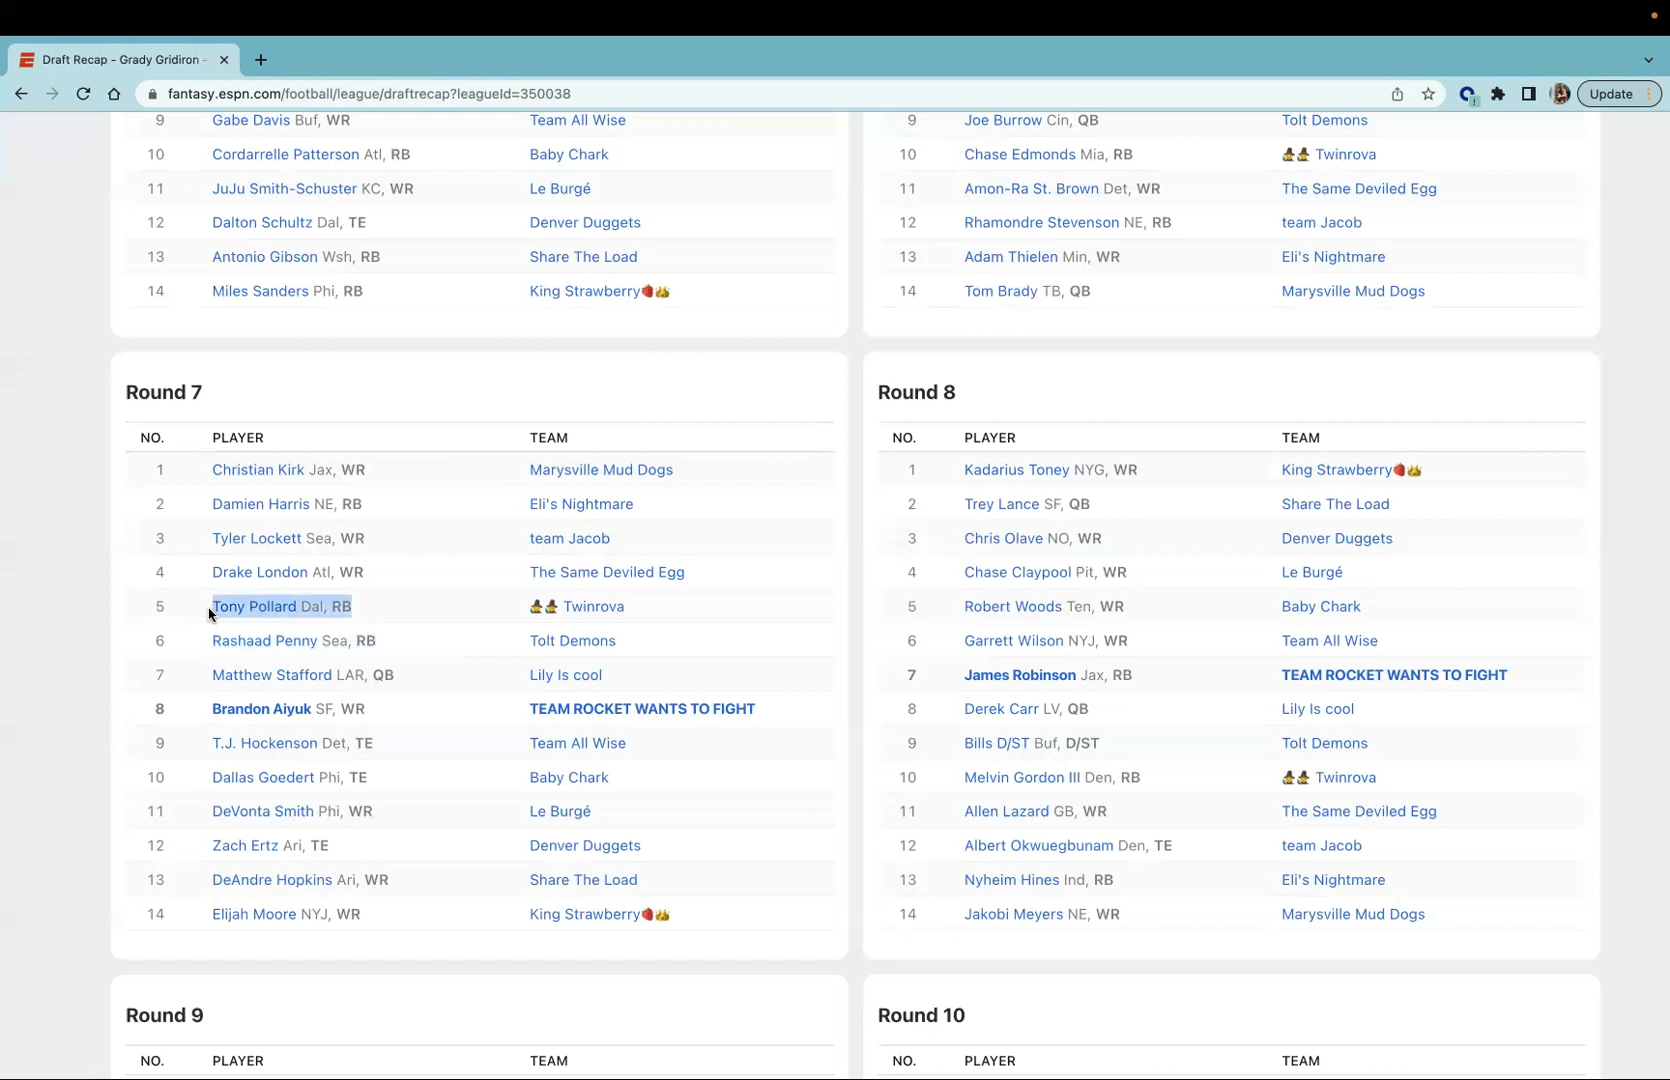 Draft Recap - Grady Gridiron -
fantasy.espn.com/football/league/draftrecap?leagueId=350038
Update
9 Gabe Davis Buf, WR Team All Wise
10 Cordarrelle Patterson Atl, RB Baby Chark
11 JuJu Smith-Schuster KC, WR Le Burgé
12 Dalton Schultz Dal, TE Denver Duggets
13 Antonio Gibson Wsh, RB Share The Load
14 Miles Sanders Phi, RB King Strawberry🍓👑
9 Joe Burrow Cin, QB Tolt Demons
10 Chase Edmonds Mia, RB Twinrova
11 Amon-Ra St. Brown Det, WR The Same Deviled Egg
12 Rhamondre Stevenson NE, RB team Jacob
13 Adam Thielen Min, WR Eli's Nightmare
14 Tom Brady TB, QB Marysville Mud Dogs
Round 7
NO. PLAYER TEAM
1 Christian Kirk Jax, WR Marysville Mud Dogs
2 Damien Harris NE, RB Eli's Nightmare
3 Tyler Lockett Sea, WR team Jacob
4 Drake London Atl, WR The Same Deviled Egg
5 Tony Pollard Dal, RB Twinrova
6 Rashaad Penny Sea, RB Tolt Demons
7 Matthew Stafford LAR, QB Lily Is cool
8 Brandon Aiyuk SF, WR TEAM ROCKET WANTS TO FIGHT
9 T.J. Hockenson Det, TE Team All Wise
10 Dallas Goedert Phi, TE Baby Chark
11 DeVonta Smith Phi, WR Le Burgé
12 Zach Ertz Ari, TE Denver Duggets
13 DeAndre Hopkins Ari, WR Share The Load
14 Elijah Moore NYJ, WR King Strawberry🍓👑
Round 8
NO. PLAYER TEAM
1 Kadarius Toney NYG, WR King Strawberry🍓👑
2 Trey Lance SF, QB Share The Load
3 Chris Olave NO, WR Denver Duggets
4 Chase Claypool Pit, WR Le Burgé
5 Robert Woods Ten, WR Baby Chark
6 Garrett Wilson NYJ, WR Team All Wise
7 James Robinson Jax, RB TEAM ROCKET WANTS TO FIGHT
8 Derek Carr LV, QB Lily Is cool
9 Bills D/ST Buf, D/ST Tolt Demons
10 Melvin Gordon III Den, RB Twinrova
11 Allen Lazard GB, WR The Same Deviled Egg
12 Albert Okwuegbunam Den, TE team Jacob
13 Nyheim Hines Ind, RB Eli's Nightmare
14 Jakobi Meyers NE, WR Marysville Mud Dogs
Round 9
NO. PLAYER TEAM
Round 10
NO. PLAYER TEAM